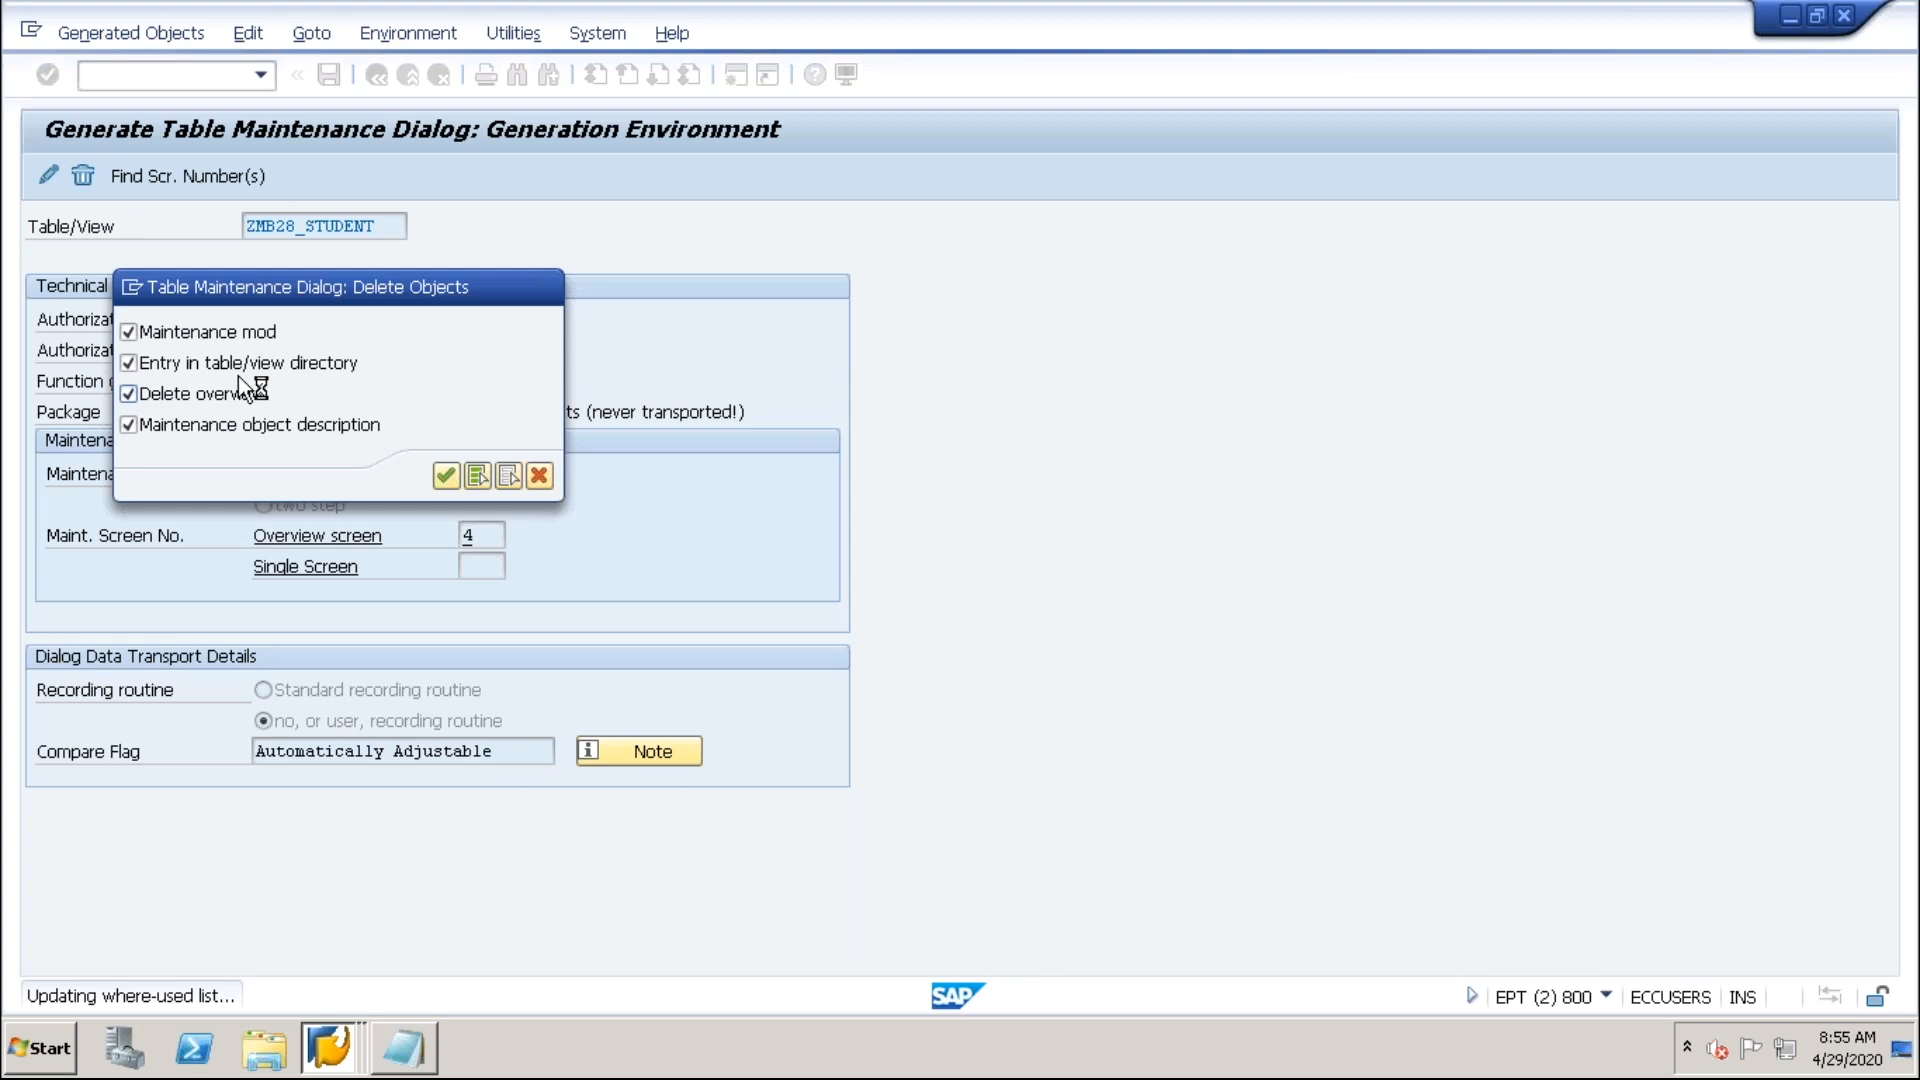 Generated Objects Edit Goto Environment Utilities System Help
Generate Table Maintenance Dialog: Generation Environment
Find Scr. Number(s)
Table/View ZMB28_STUDENT
Technical
Table Maintenance Dialog: Delete Objects
Authorizat
Maintenance mod
Authorizat
Entry in table/view directory
Function
Delete
Package
ts (never transported!)
Maintenance object description
Maintena
Maintena
two step
Maint. Screen No. Overview screen 4
Single Screen
Dialog Data Transport Details
Recording routine Standard recording routine
no, or user, recording routine
Compare Flag Automatically Adjustable Note
Updating where-used list...
SAP
EPT (2) 800 ECCUSERS INS
Start
8:55 AM
4/29/2020